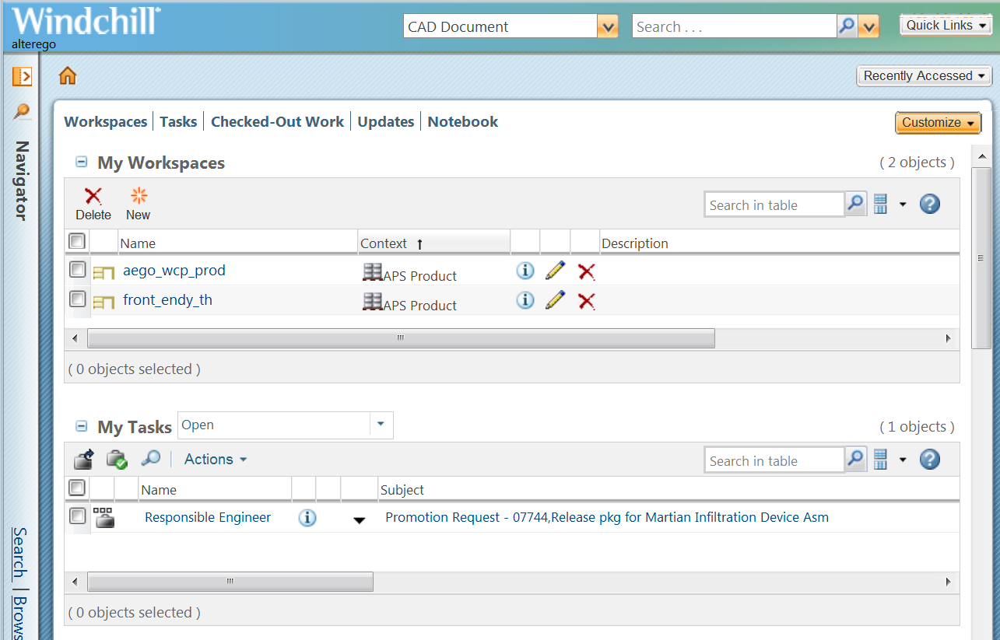 Windchill
CAD Document
Search . . .
Quick Links
alterego
Recently Accessed
Navigator
Search | Brows
Workspaces | Tasks | Checked-Out Work | Updates | Notebook
Customize
My Workspaces
( 2 objects )
Delete New
Search in table
Name Context ↑ Description
aego_wcp_prod APS Product
front_endy_th APS Product
( 0 objects selected )
My Tasks Open
( 1 objects )
Actions
Search in table
Name Subject
Responsible Engineer Promotion Request - 07744,Release pkg for Martian Infiltration Device Asm
( 0 objects selected )